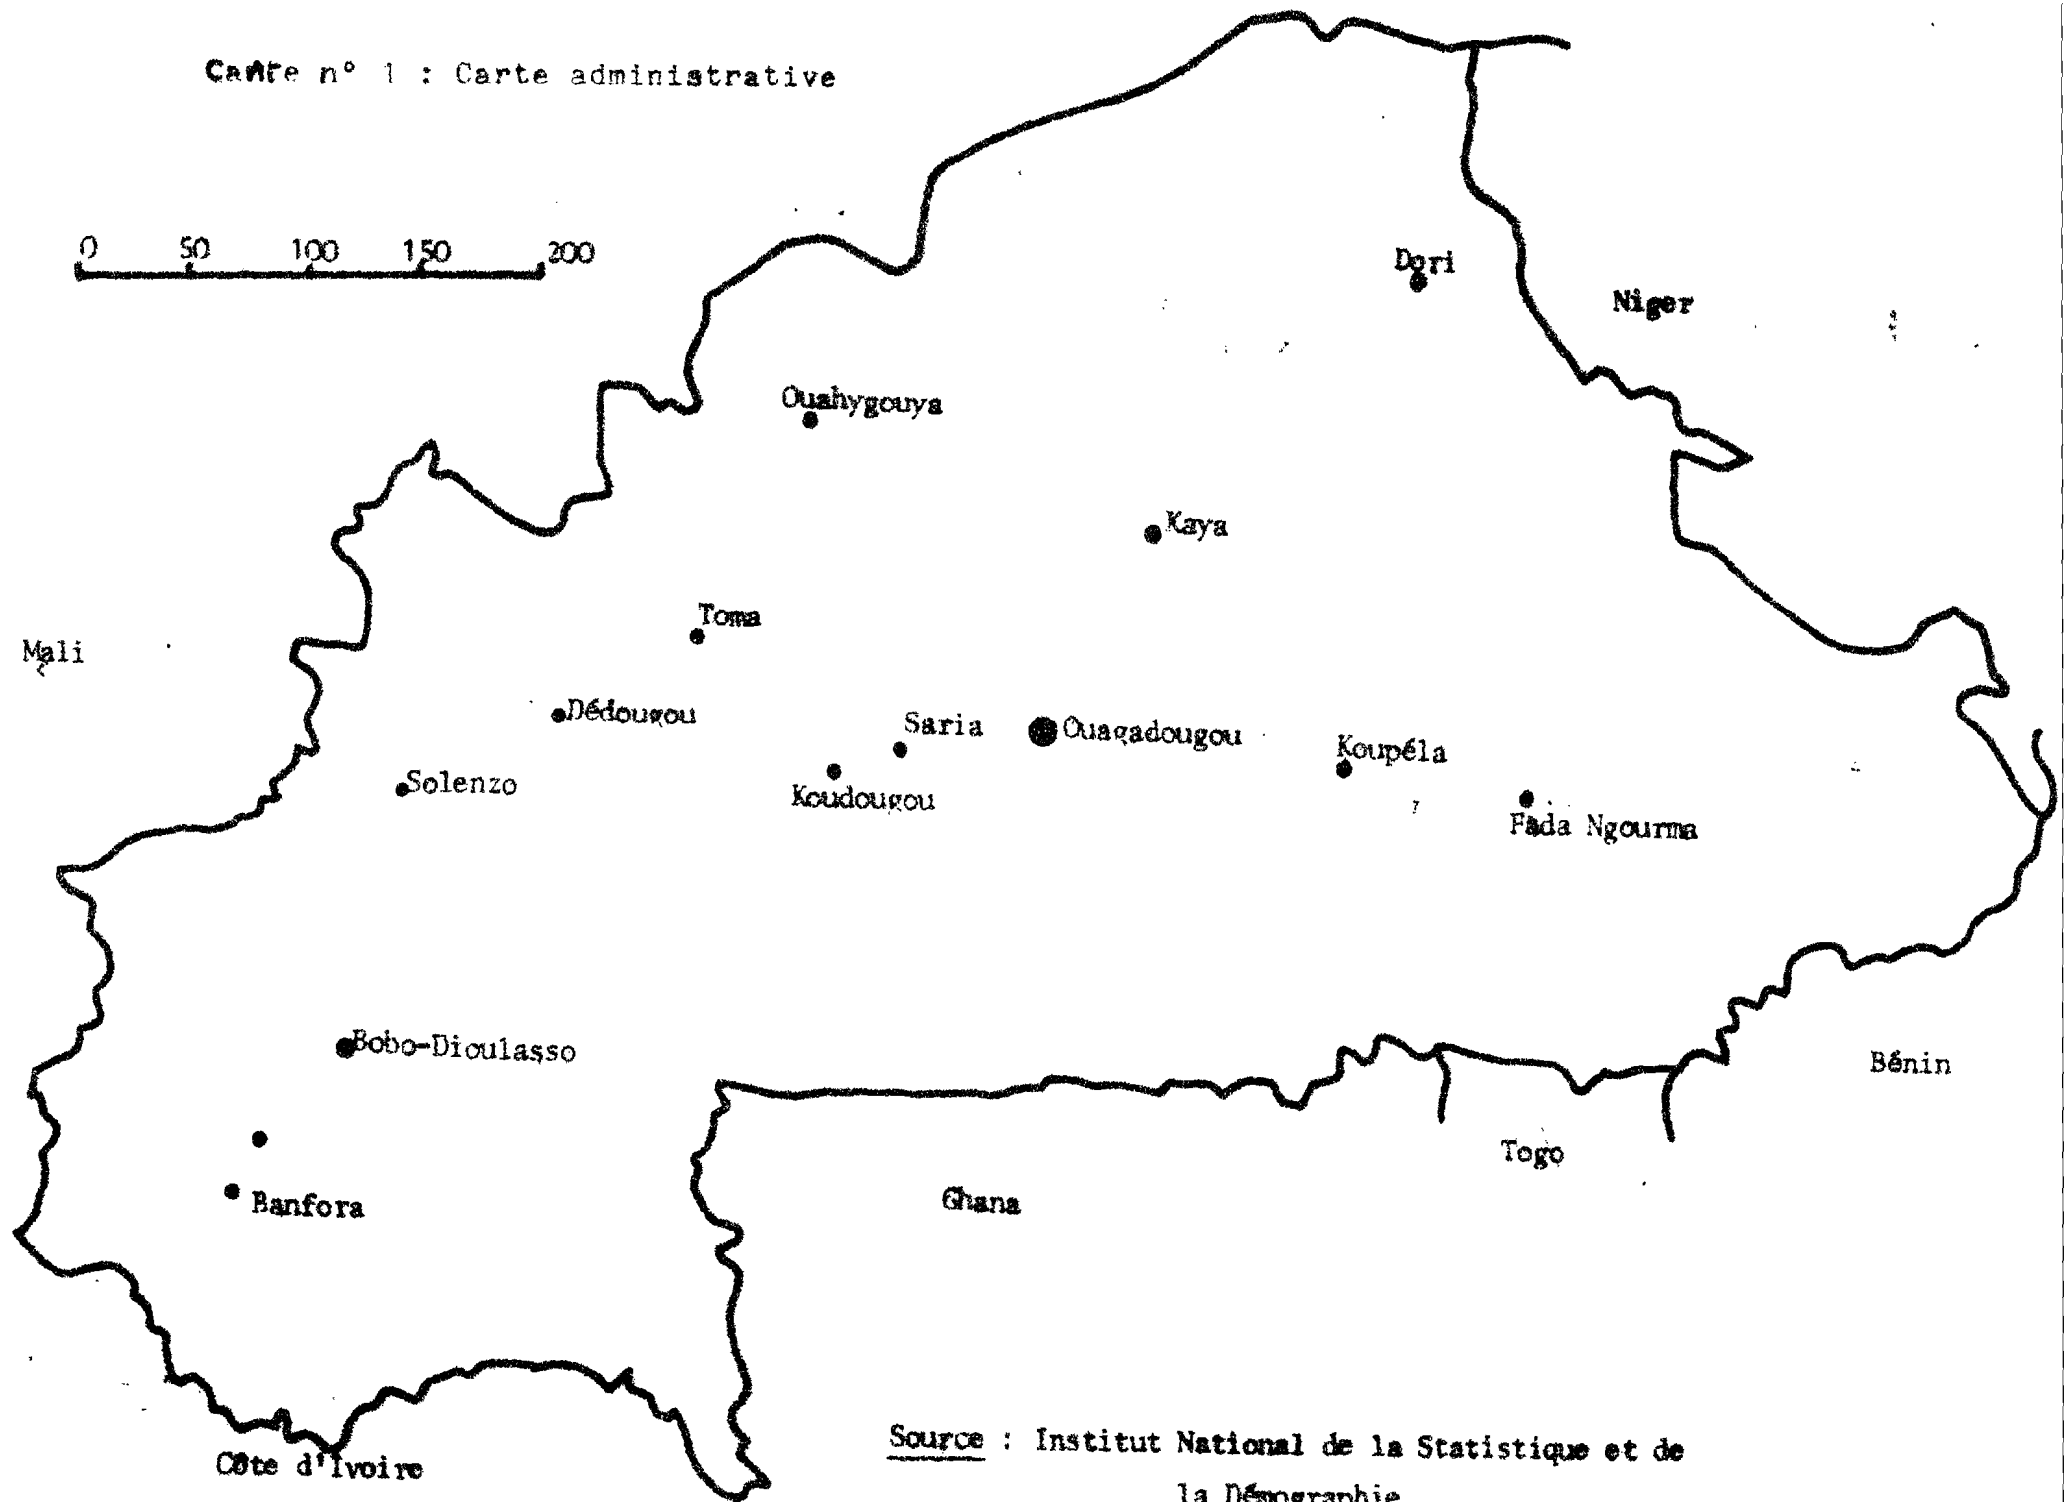 Carte n° 1 : Carte administrative
0 50 100 150 200
Dori
Niger
Ouahygouya
Kaya
Toma
Mali
Dédougou
Saria
Ouagadougou
Koupéla
Solenzo
Koudougou
Fada Ngourma
Bobo-Dioulasso
Bénin
Togo
Banfora
Ghana
Côte d'Ivoire
Source : Institut National de la Statistique et de
la Démographie